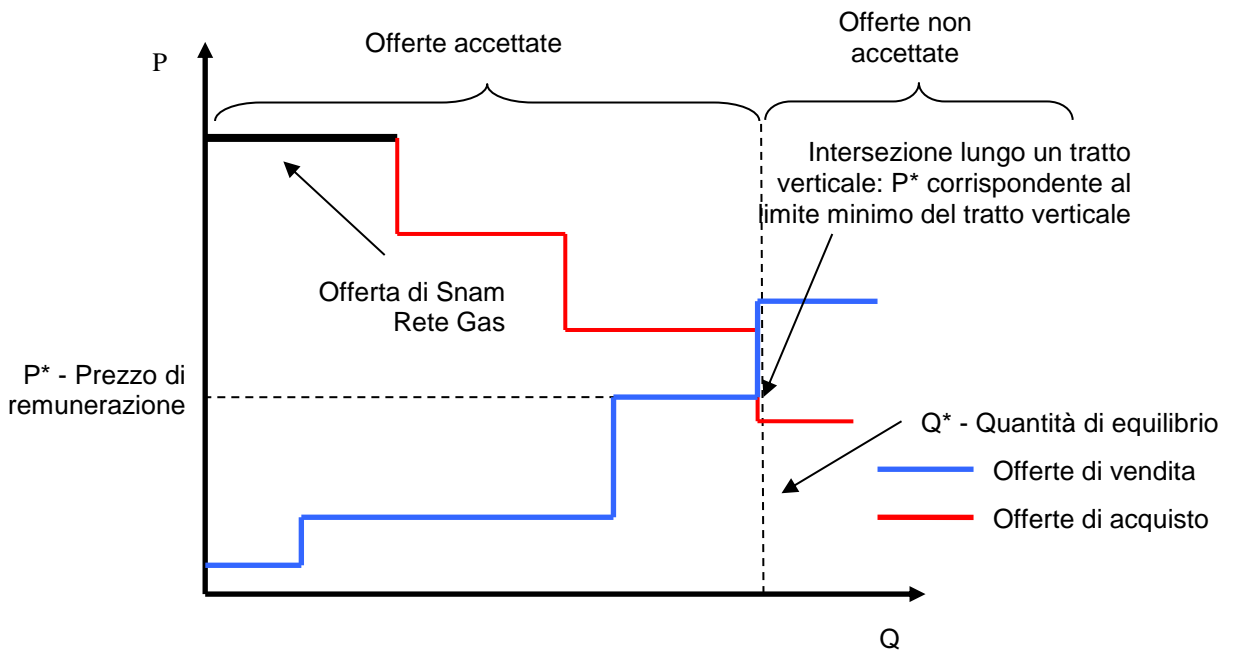 Offerte accettate
Offerte non
accettate
P
Intersezione lungo un tratto
verticale: P* corrispondente al
limite minimo del tratto verticale
Offerta di Snam
Rete Gas
P* - Prezzo di
remunerazione
Q* - Quantità di equilibrio
Offerte di vendita
Offerte di acquisto
Q